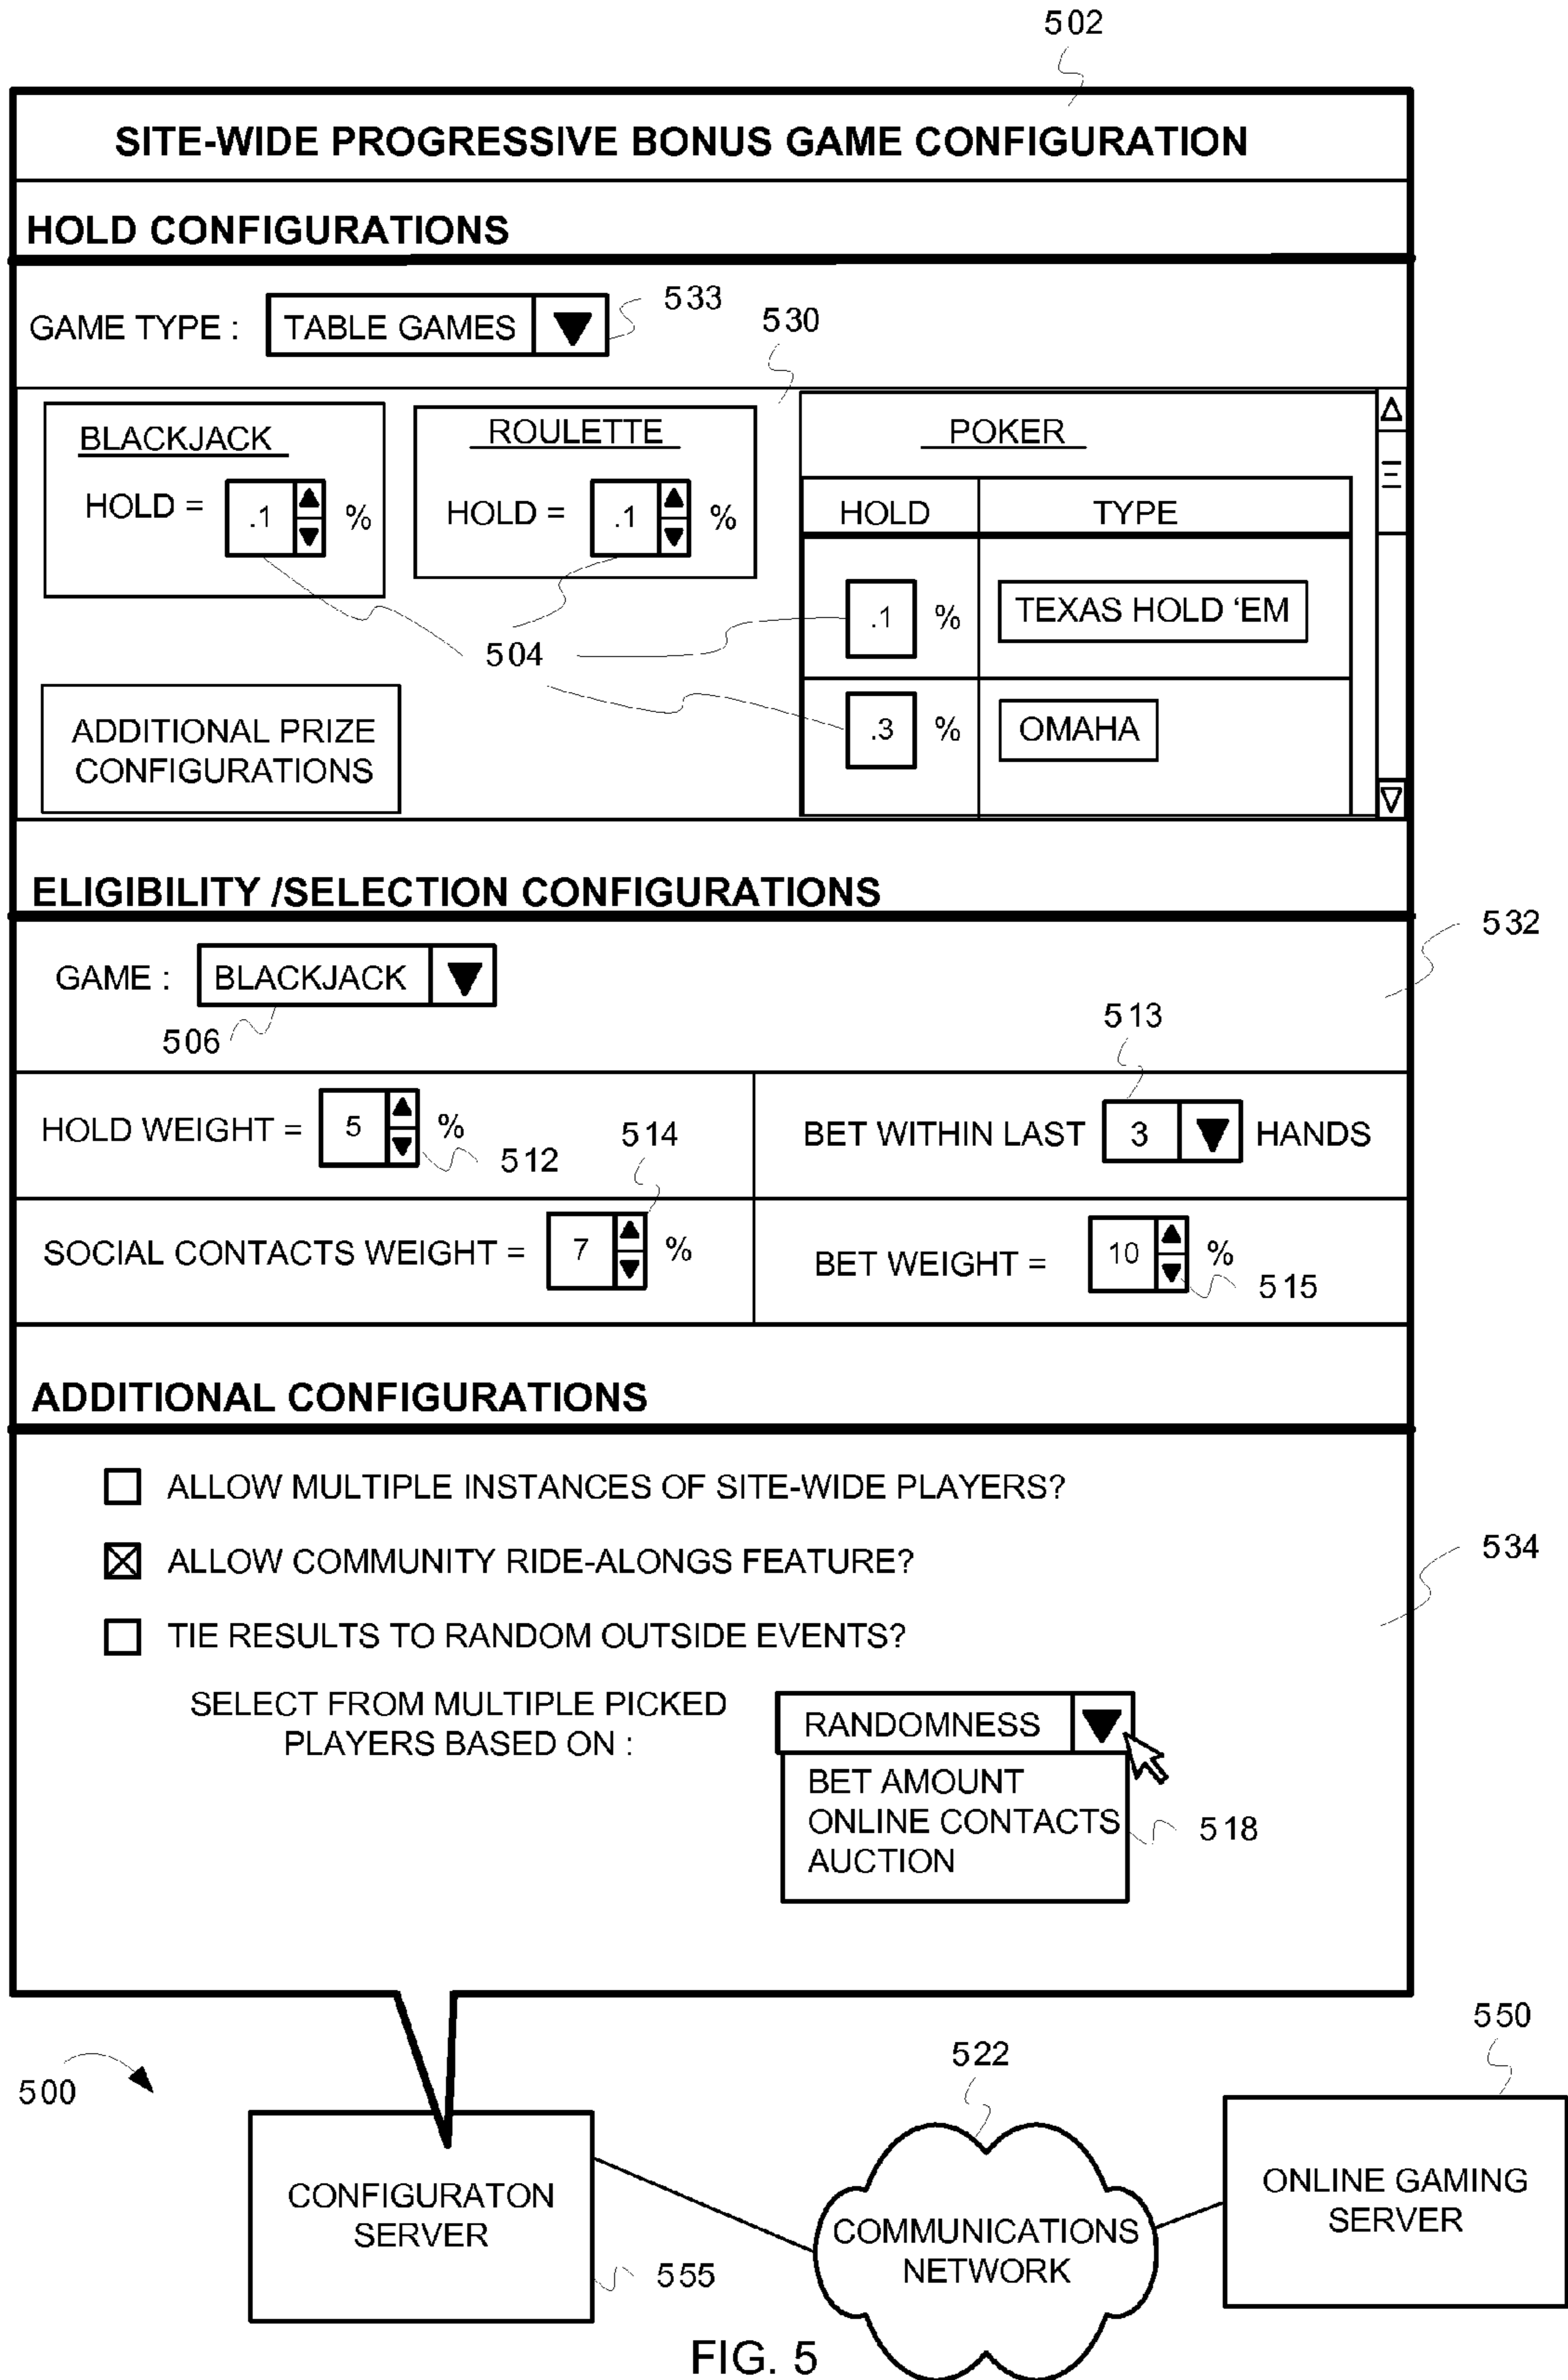 502
SITE-WIDE PROGRESSIVE BONUS GAME CONFIGURATION
HOLD CONFIGURATIONS
GAME TYPE : TABLE GAMES 533
530
BLACKJACK
HOLD = .1 %
ROULETTE
HOLD = .1 %
POKER
HOLD TYPE
.1 % TEXAS HOLD ‘EM
.3 % OMAHA
504
ADDITIONAL PRIZE
CONFIGURATIONS
ELIGIBILITY /SELECTION CONFIGURATIONS
532
GAME : BLACKJACK
506
513
HOLD WEIGHT = 5 %
512
514
BET WITHIN LAST 3 HANDS
SOCIAL CONTACTS WEIGHT = 7 %
BET WEIGHT = 10 %
515
ADDITIONAL CONFIGURATIONS
ALLOW MULTIPLE INSTANCES OF SITE-WIDE PLAYERS?
ALLOW COMMUNITY RIDE-ALONGS FEATURE?
534
TIE RESULTS TO RANDOM OUTSIDE EVENTS?
SELECT FROM MULTIPLE PICKED
PLAYERS BASED ON :
RANDOMNESS
BET AMOUNT
ONLINE CONTACTS
AUCTION
518
500
522
550
CONFIGURATON
SERVER
555
COMMUNICATIONS
NETWORK
ONLINE GAMING
SERVER
FIG. 5